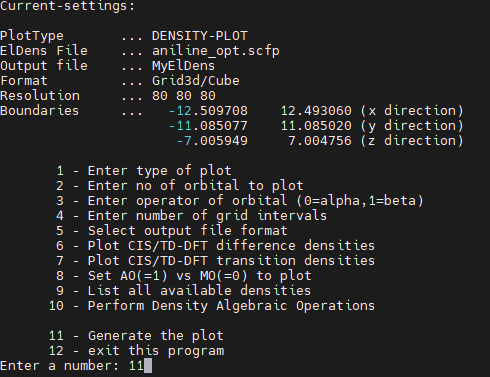 Current-settings:
PlotType ... DENSITY-PLOT
ElDens File ... aniline_opt.scfp
Output file ... MyElDens
Format ... Grid3d/Cube
Resolution ... 80 80 80
Boundaries ... -12.509708 12.493060 (x direction)
-11.085077 11.085020 (y direction)
-7.005949 7.004756 (z direction)
1 - Enter type of plot
2 - Enter no of orbital to plot
3 - Enter operator of orbital (0=alpha,1=beta)
4 - Enter number of grid intervals
5 - Select output file format
6 - Plot CIS/TD-DFT difference densities
7 - Plot CIS/TD-DFT transition densities
8 - Set AO(=1) vs MO(=0) to plot
9 - List all available densities
10 - Perform Density Algebraic Operations
11 - Generate the plot
12 - exit this program
Enter a number: 11